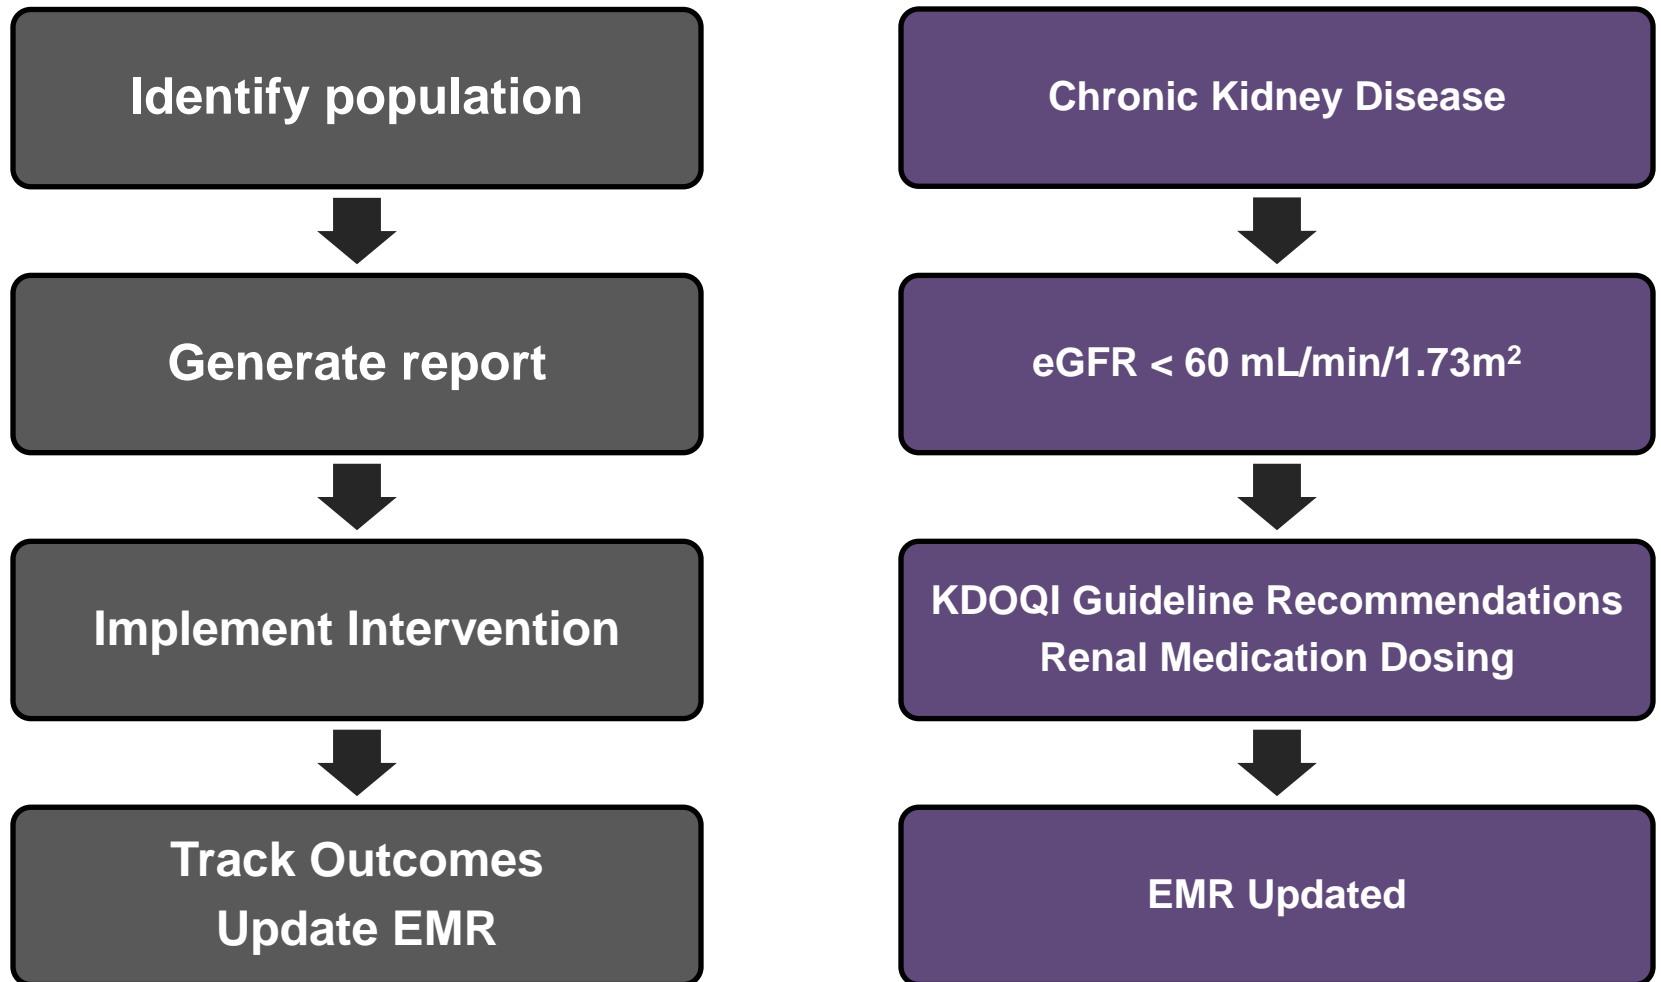 Identify population
Chronic Kidney Disease
Generate report
eGFR < 60 mL/min/1.73m²
Implement Intervention
KDOQI Guideline Recommendations
Renal Medication Dosing
Track Outcomes
Update EMR
EMR Updated